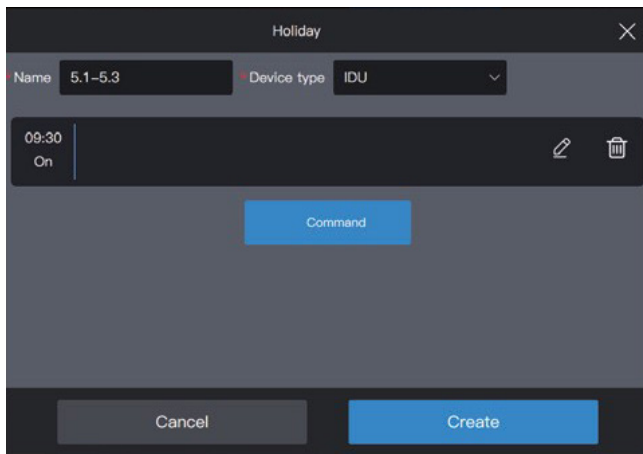 Holiday
* Name 5.1–5.3 * Device type IDU
09:30
On
Command
Cancel Create